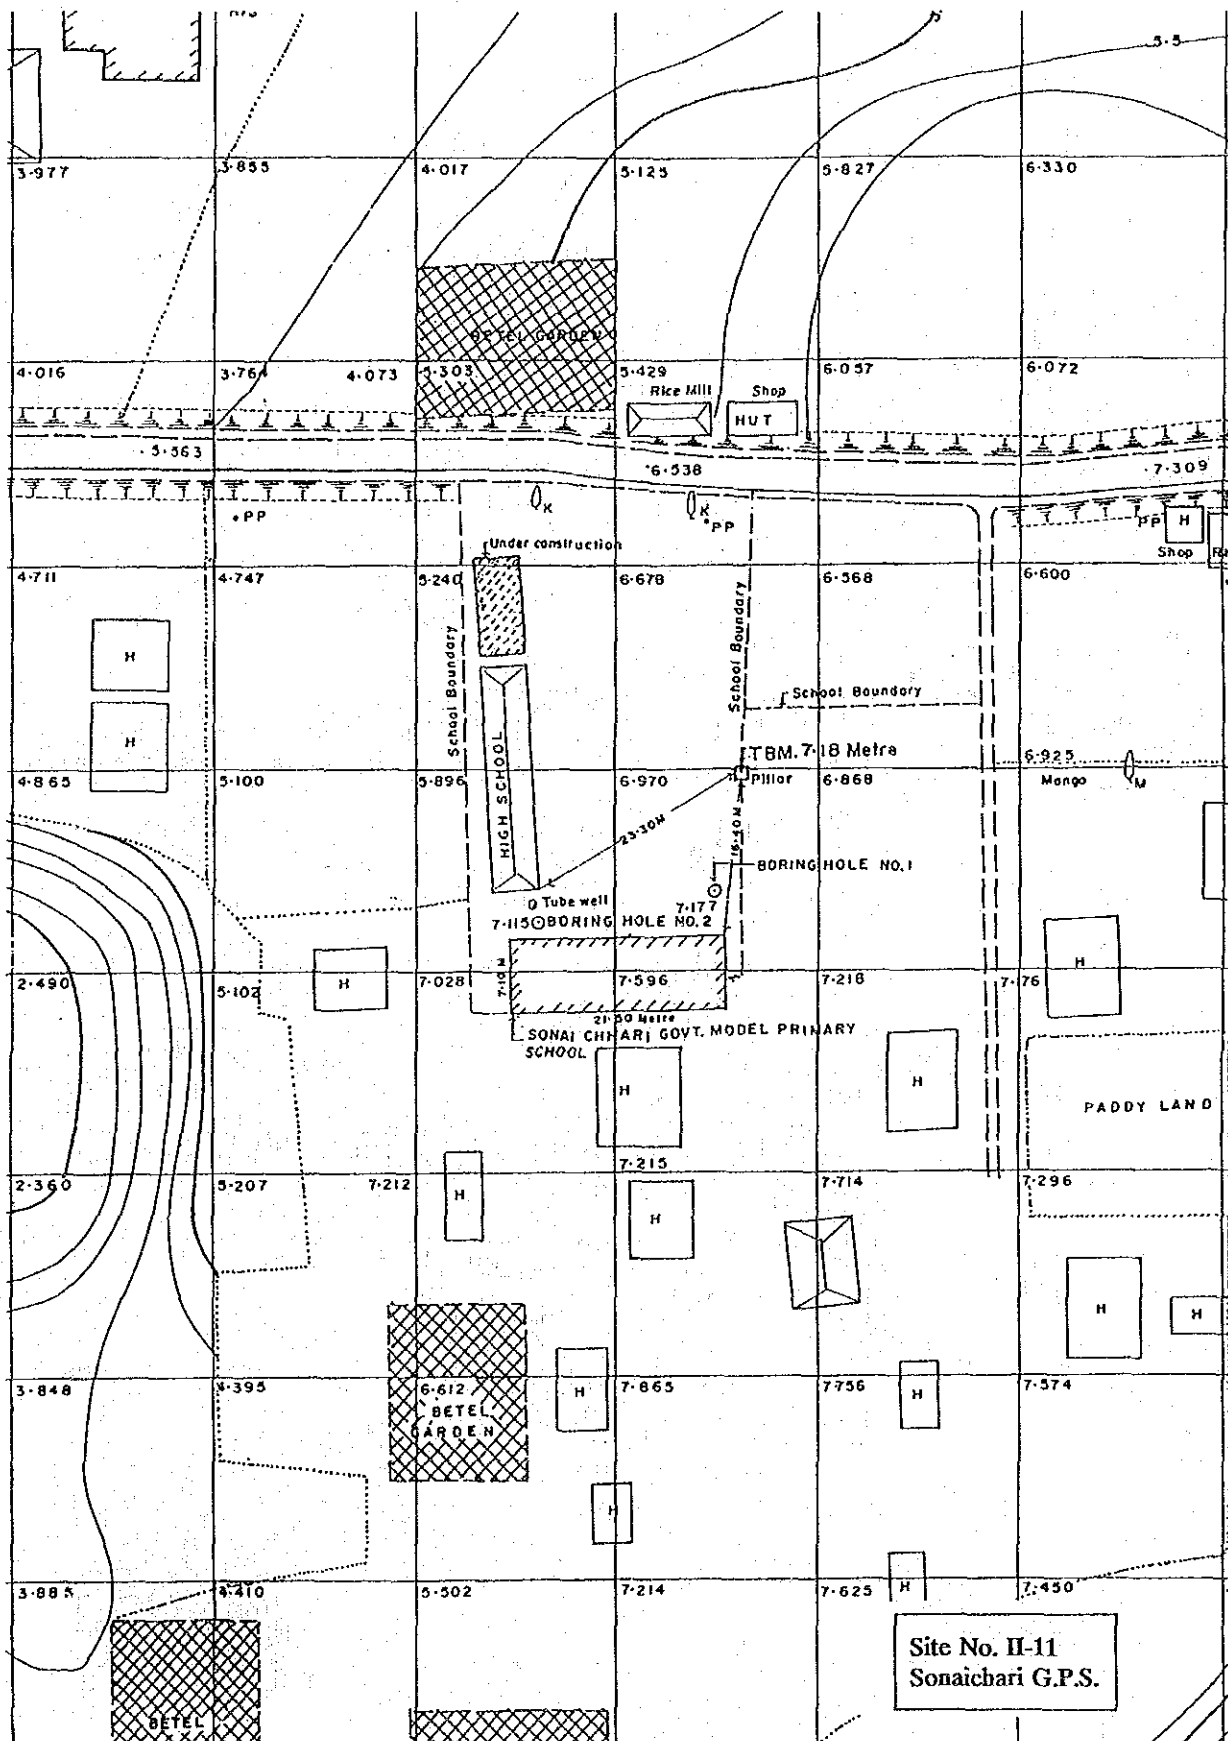 5.5
3.977
3.855
4.017
5.125
5.827
6.330
BETEL GARDEN
4.016
3.764
4.073
5.303
5.429
6.057
6.072
Rice Mill
Shop
HUT
5.563
6.538
7.309
K
K
PP
PP
PP
H
Shop
Under construction
4.711
4.747
5.240
6.678
6.568
6.600
School Boundary
School Boundary
School Boundary
H
H
HIGH SCHOOL
TBM. 7.18 Metre
4.865
5.100
5.896
6.970
Pillar
6.868
6.925
Mango
M
23.30M
16.40M
BORING HOLE NO.1
Tube well
7.177
7.115 BORING HOLE NO.2
2.490
5.102
H
7.028
7.10 M
7.596
7.218
7.176
H
21.50 Metre
SONAI CHHARI GOVT. MODEL PRIMARY
SCHOOL
H
H
PADDY LAND
2.360
5.207
7.212
7.215
7.714
7.296
H
H
H
H
3.848
4.395
6.612
7.865
7.756
7.574
BETEL
GARDEN
H
H
H
3.885
4.410
5.502
7.214
7.625
H
7.450
BETEL
Site No. II-11
Sonaichari G.P.S.